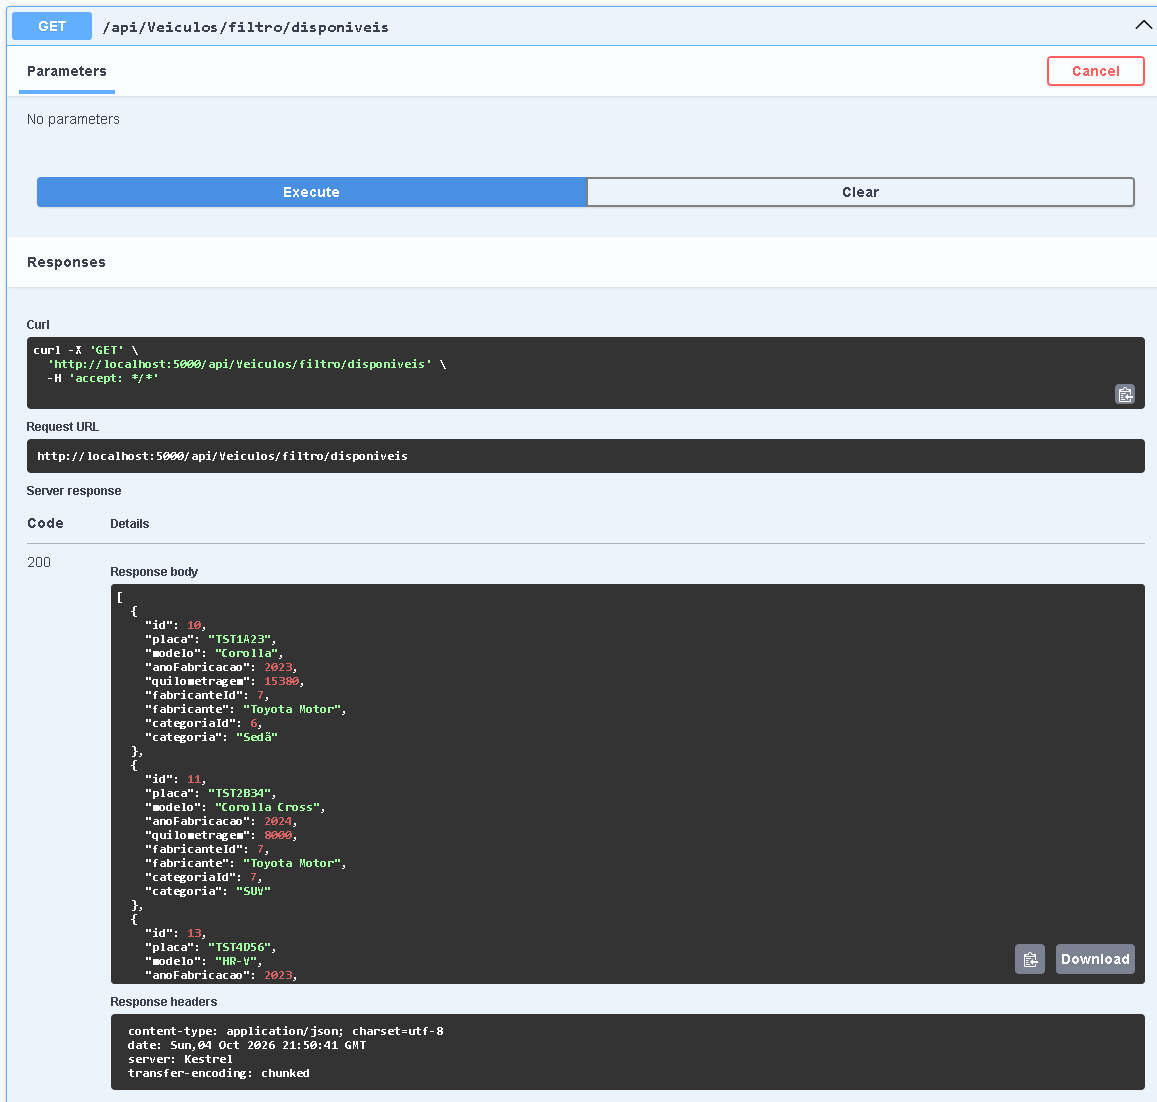 GET /api/Veiculos/filtro/disponiveis
Parameters
Cancel
No parameters
Execute
Clear
Responses
Curl
curl -X 'GET' \
  'http://localhost:5000/api/Veiculos/filtro/disponiveis' \
  -H 'accept: */*'
Request URL
http://localhost:5000/api/Veiculos/filtro/disponiveis
Server response
Code Details
200
Response body
[
  {
    "id": 10,
    "placa": "TST1A23",
    "modelo": "Corolla",
    "anoFabricacao": 2023,
    "quilometragem": 15380,
    "fabricanteId": 7,
    "fabricante": "Toyota Motor",
    "categoriaId": 6,
    "categoria": "Sedã"
  },
  {
    "id": 11,
    "placa": "TST2B34",
    "modelo": "Corolla Cross",
    "anoFabricacao": 2024,
    "quilometragem": 8000,
    "fabricanteId": 7,
    "fabricante": "Toyota Motor",
    "categoriaId": 7,
    "categoria": "SUV"
  },
  {
    "id": 13,
    "placa": "TST4D56",
    "modelo": "HR-V",
    "anoFabricacao": 2023,
Download
Response headers
content-type: application/json; charset=utf-8
date: Sun,04 Oct 2026 21:50:41 GMT
server: Kestrel
transfer-encoding: chunked